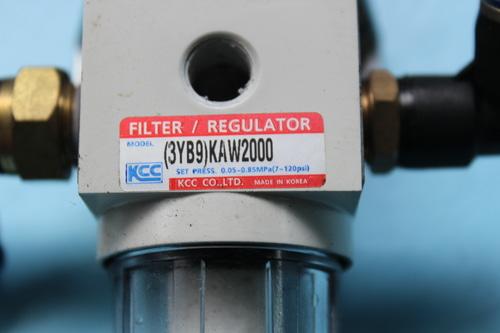 FILTER / REGULATOR
MODEL (3YB9)KAW2000
KCC SET PRESS. 0.05~0.85MPa(7~120psi)
KCC CO.,LTD. MADE IN KOREA